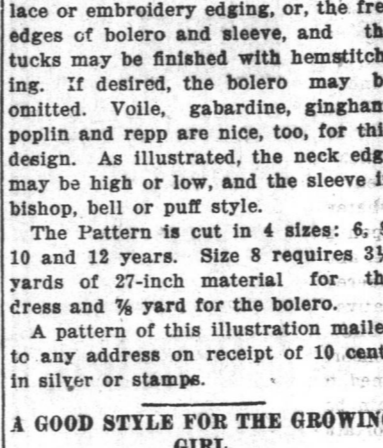 lace or embroidery edging, or, the fre
edges of bolero and sleeve, and th
tucks may be finished with hemstitch
ing. If desired, the bolero may b
omitted. Voile, gabardine, gingham
poplin and repp are nice, too, for thi
design. As illustrated, the neck edg
may be high or low, and the sleeve i
bishop, bell or puff style.
The Pattern is cut in 4 sizes: 6,
10 and 12 years. Size 8 requires 3½
yards of 27-inch material for th
dress and ⅞ yard for the bolero.
A pattern of this illustration maile
to any address on receipt of 10 cent
in silver or stamps.
A GOOD STYLE FOR THE GROWIN
GIRL